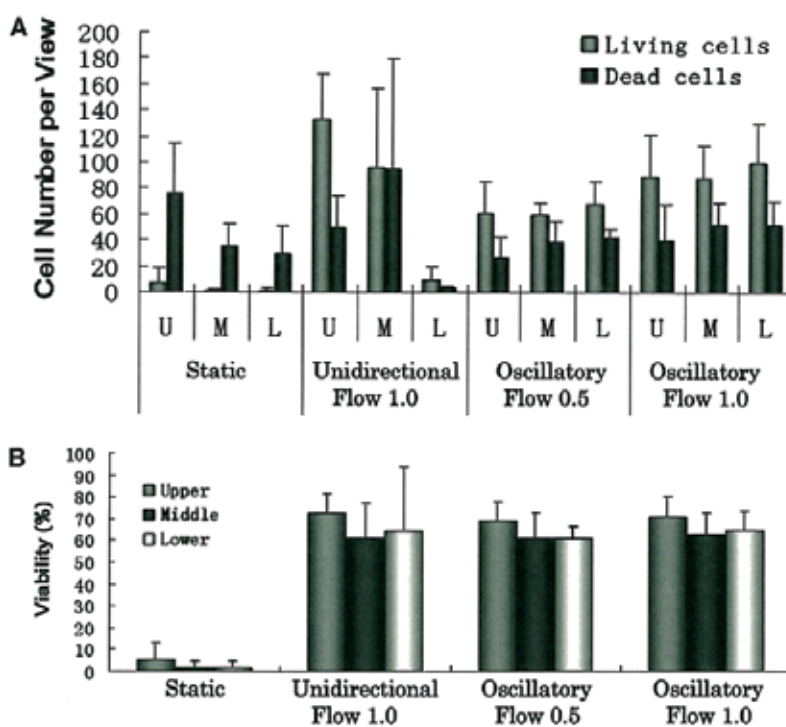 A
Cell Number per View
200
180
160
140
120
100
80
60
40
20
0
Living cells
Dead cells
U M L U M L U M L U M L
Static Unidirectional Oscillatory Oscillatory
Flow 1.0 Flow 0.5 Flow 1.0
B
Viability (%)
100
90
80
70
60
50
40
30
20
10
0
Upper
Middle
Lower
Static Unidirectional Oscillatory Oscillatory
Flow 1.0 Flow 0.5 Flow 1.0